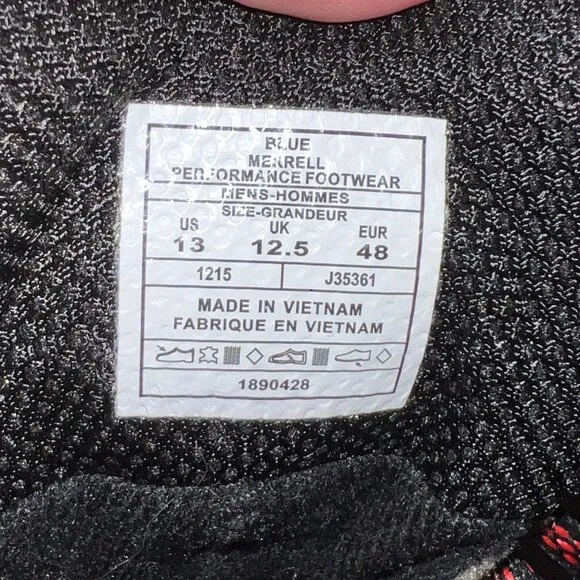 BLUE
MERRELL
PERFORMANCE FOOTWEAR
MENS-HOMMES
SIZE-GRANDEUR
US UK EUR
13 12.5 48
1215 J35361
MADE IN VIETNAM
FABRIQUE EN VIETNAM
1890428